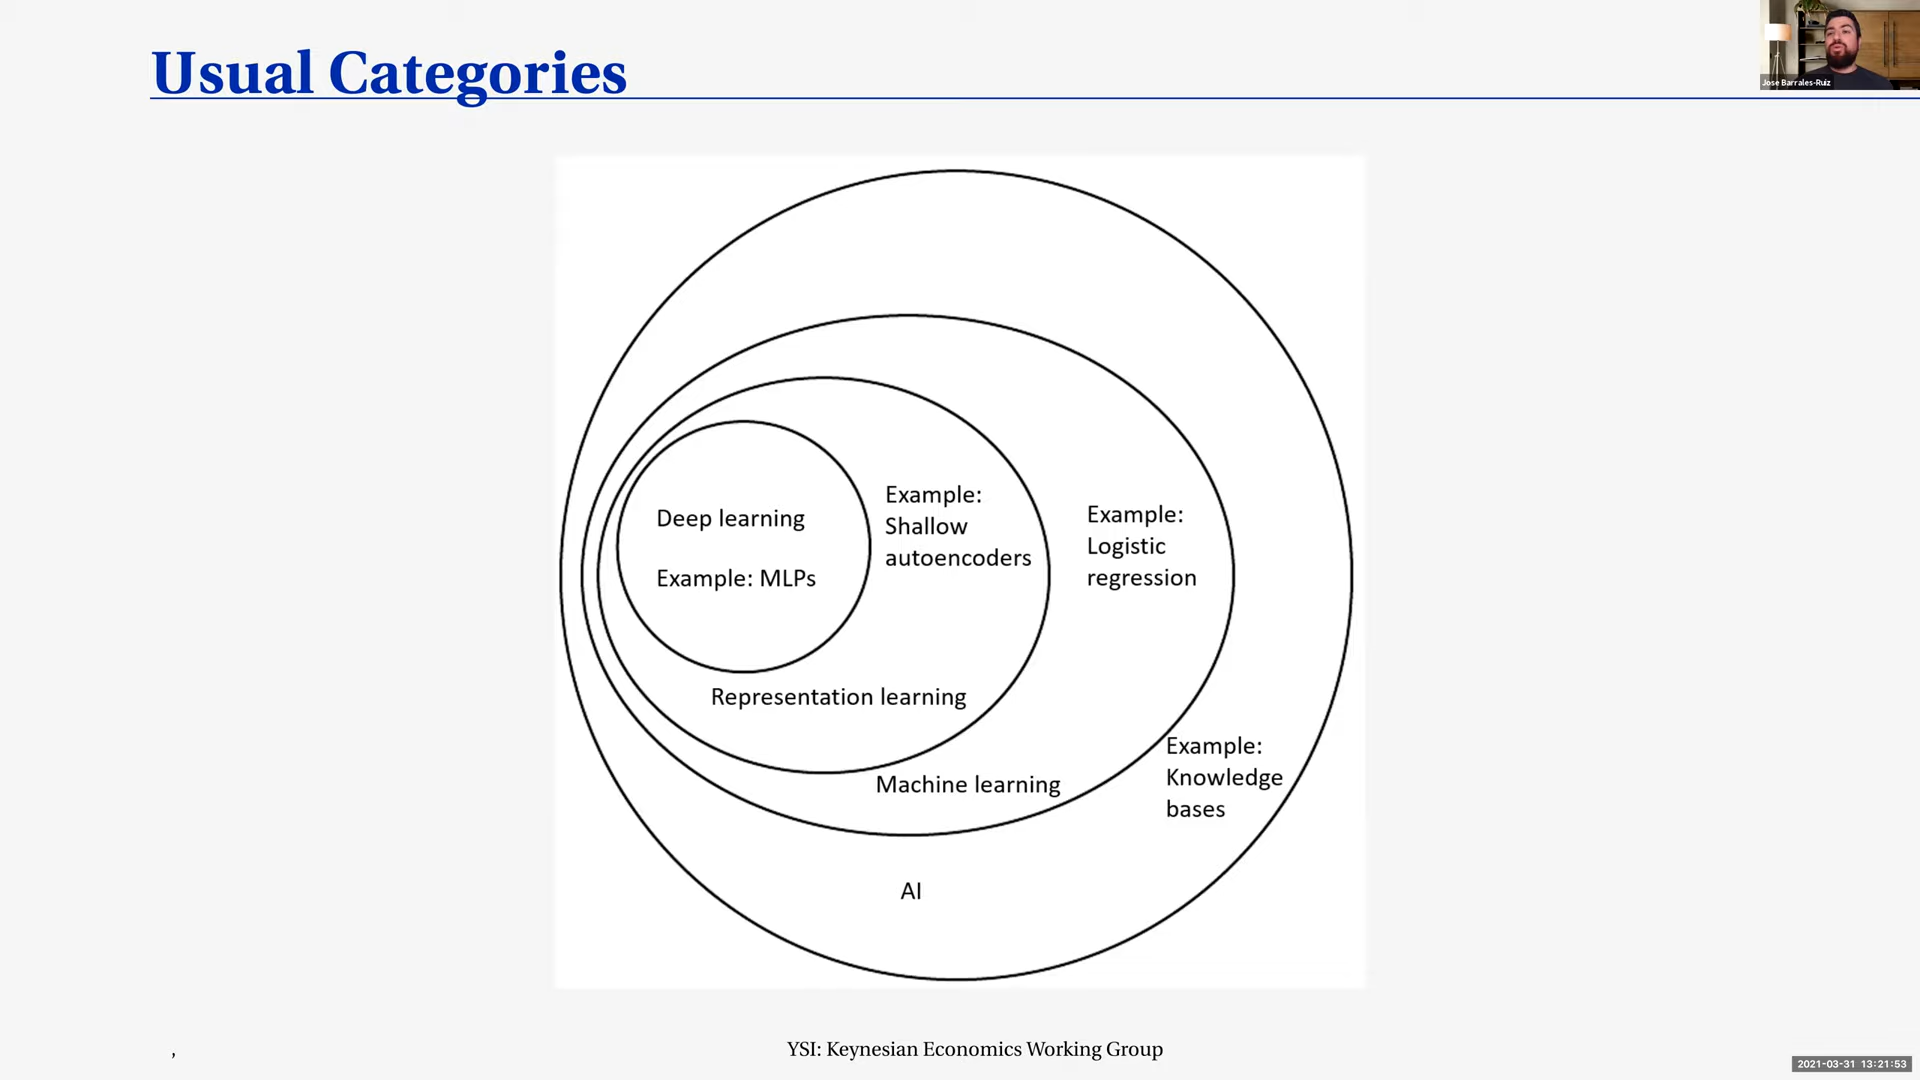 Usual Categories
Jose Barrales-Ruiz
Deep learning
Example: MLPs
Example:
Shallow
autoencoders
Example:
Logistic
regression
Representation learning
Machine learning
Example:
Knowledge
bases
AI
,
YSI: Keynesian Economics Working Group
2021-03-31 13:21:53